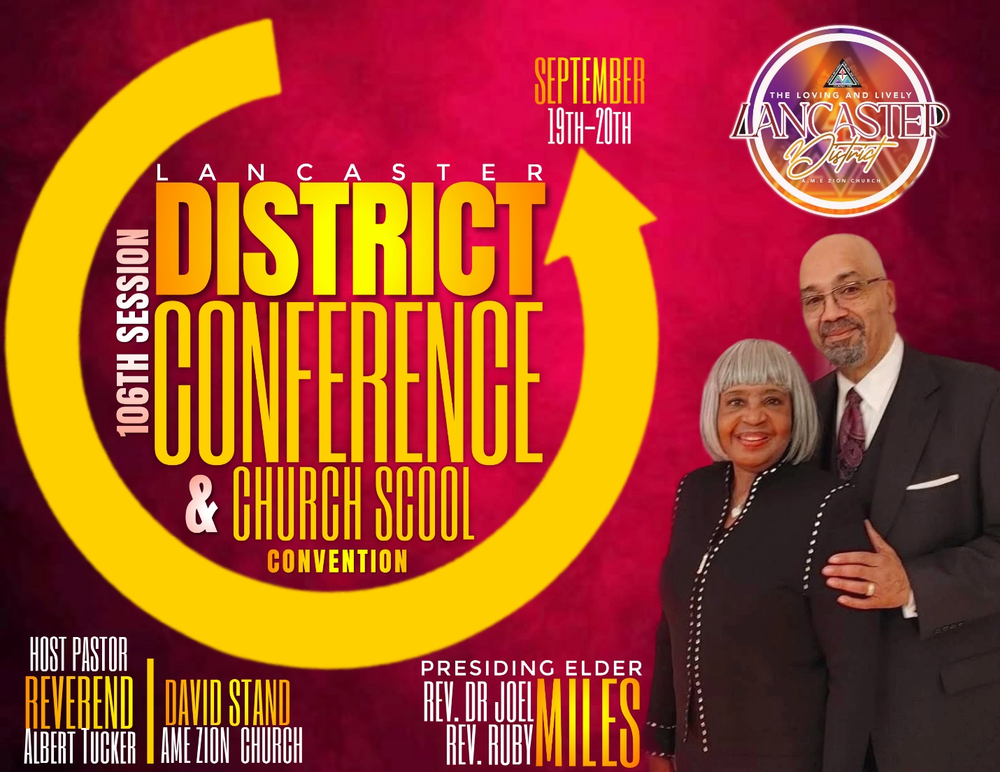 SEPTEMBER
19TH-20TH
THE LOVING AND LIVELY
LANCASTER
District
A.M.E ZION CHURCH
LANCASTER
DISTRICT
CONFERENCE
106TH SESSION
& CHURCH SCOOL
CONVENTION
HOST PASTOR
REVEREND
ALBERT TUCKER
DAVID STAND
AME ZION CHURCH
PRESIDING ELDER
REV. DR JOEL
REV. RUBY
MILES